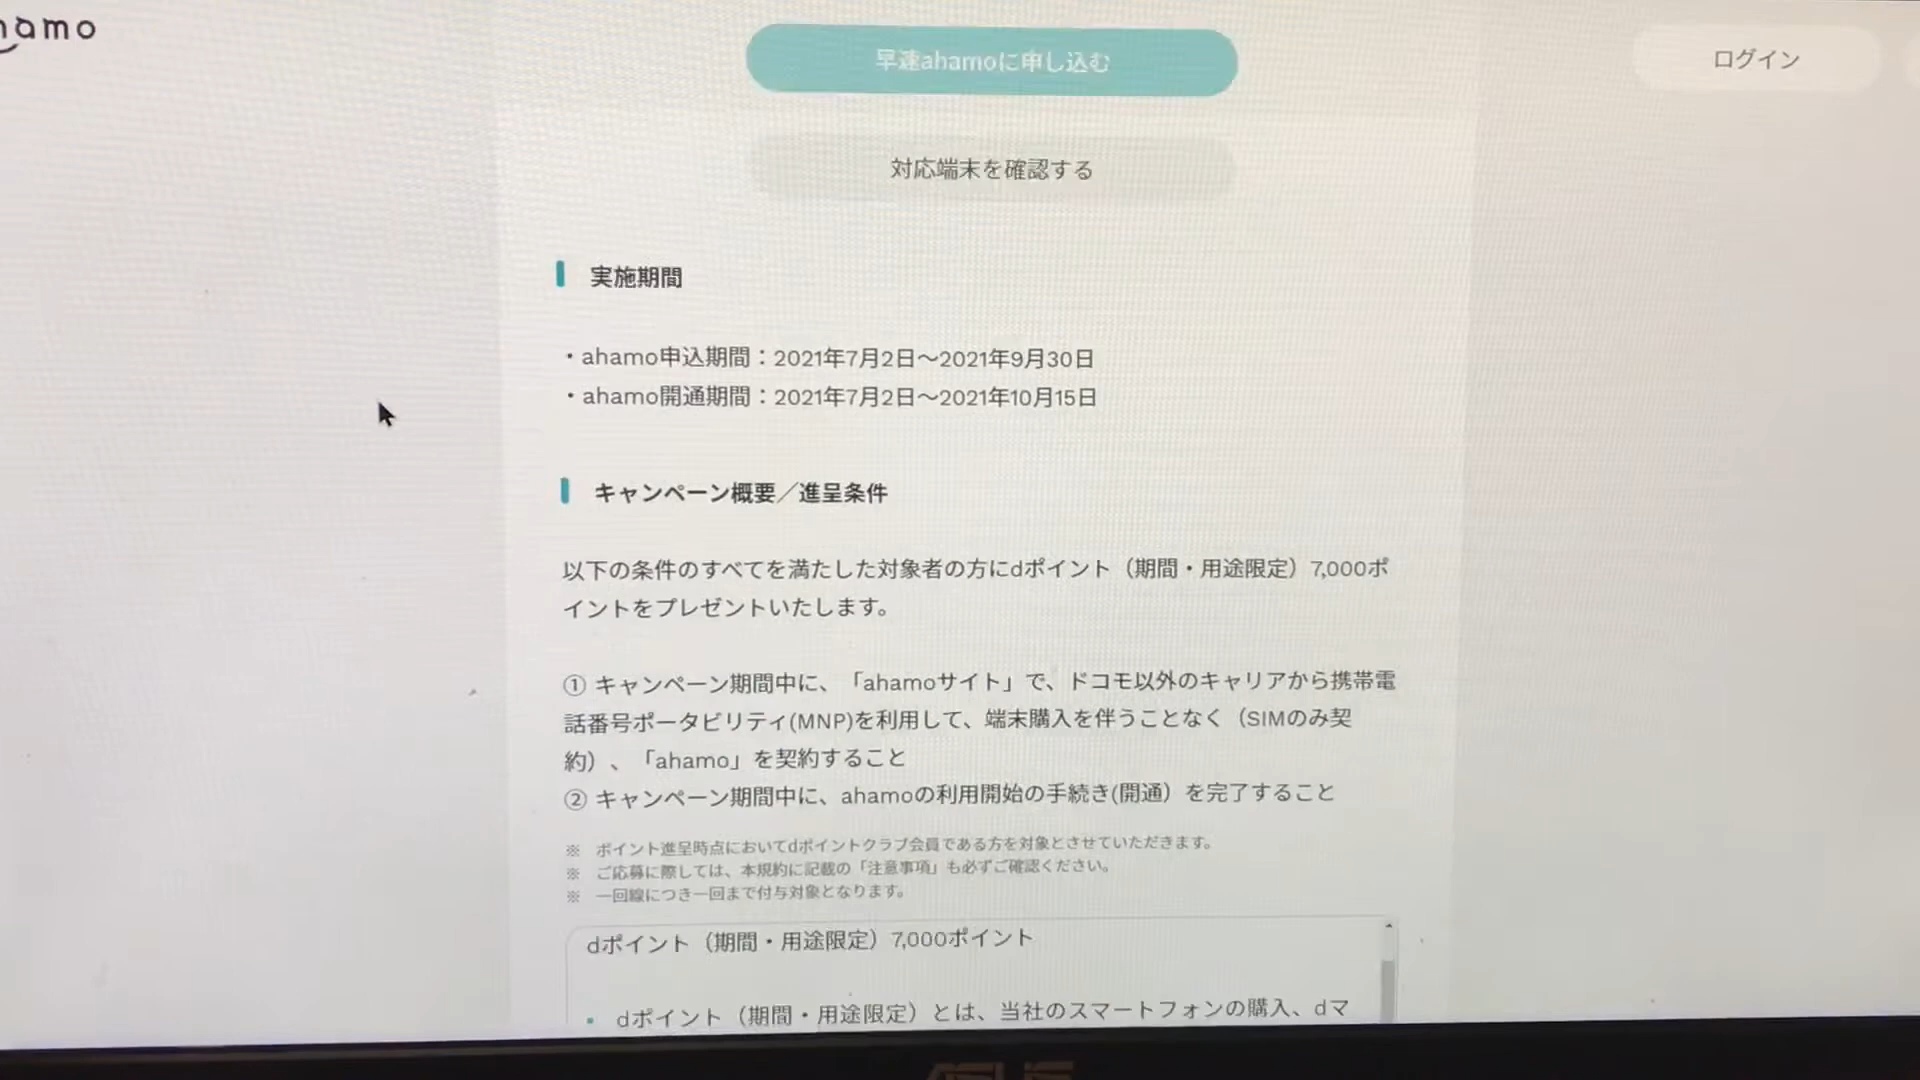 hamo
早速ahamoに申し込む
ログイン
対応端末を確認する
実施期間
・ahamo申込期間：2021年7月2日〜2021年9月30日
・ahamo開通期間：2021年7月2日〜2021年10月15日
キャンペーン概要／進呈条件
以下の条件のすべてを満たした対象者の方にdポイント（期間・用途限定）7,000ポ
イントをプレゼントいたします。
① キャンペーン期間中に、「ahamoサイト」で、ドコモ以外のキャリアから携帯電
話番号ポータビリティ(MNP)を利用して、端末購入を伴うことなく（SIMのみ契
約）、「ahamo」を契約すること
② キャンペーン期間中に、ahamoの利用開始の手続き(開通）を完了すること
※ ポイント進呈時点においてdポイントクラブ会員である方を対象とさせていただきます。
※ ご応募に際しては、本規約に記載の「注意事項」も必ずご確認ください。
※ 一回線につき一回まで付与対象となります。
dポイント（期間・用途限定）7,000ポイント
・ dポイント（期間・用途限定）とは、当社のスマートフォンの購入、dマ
ASUS